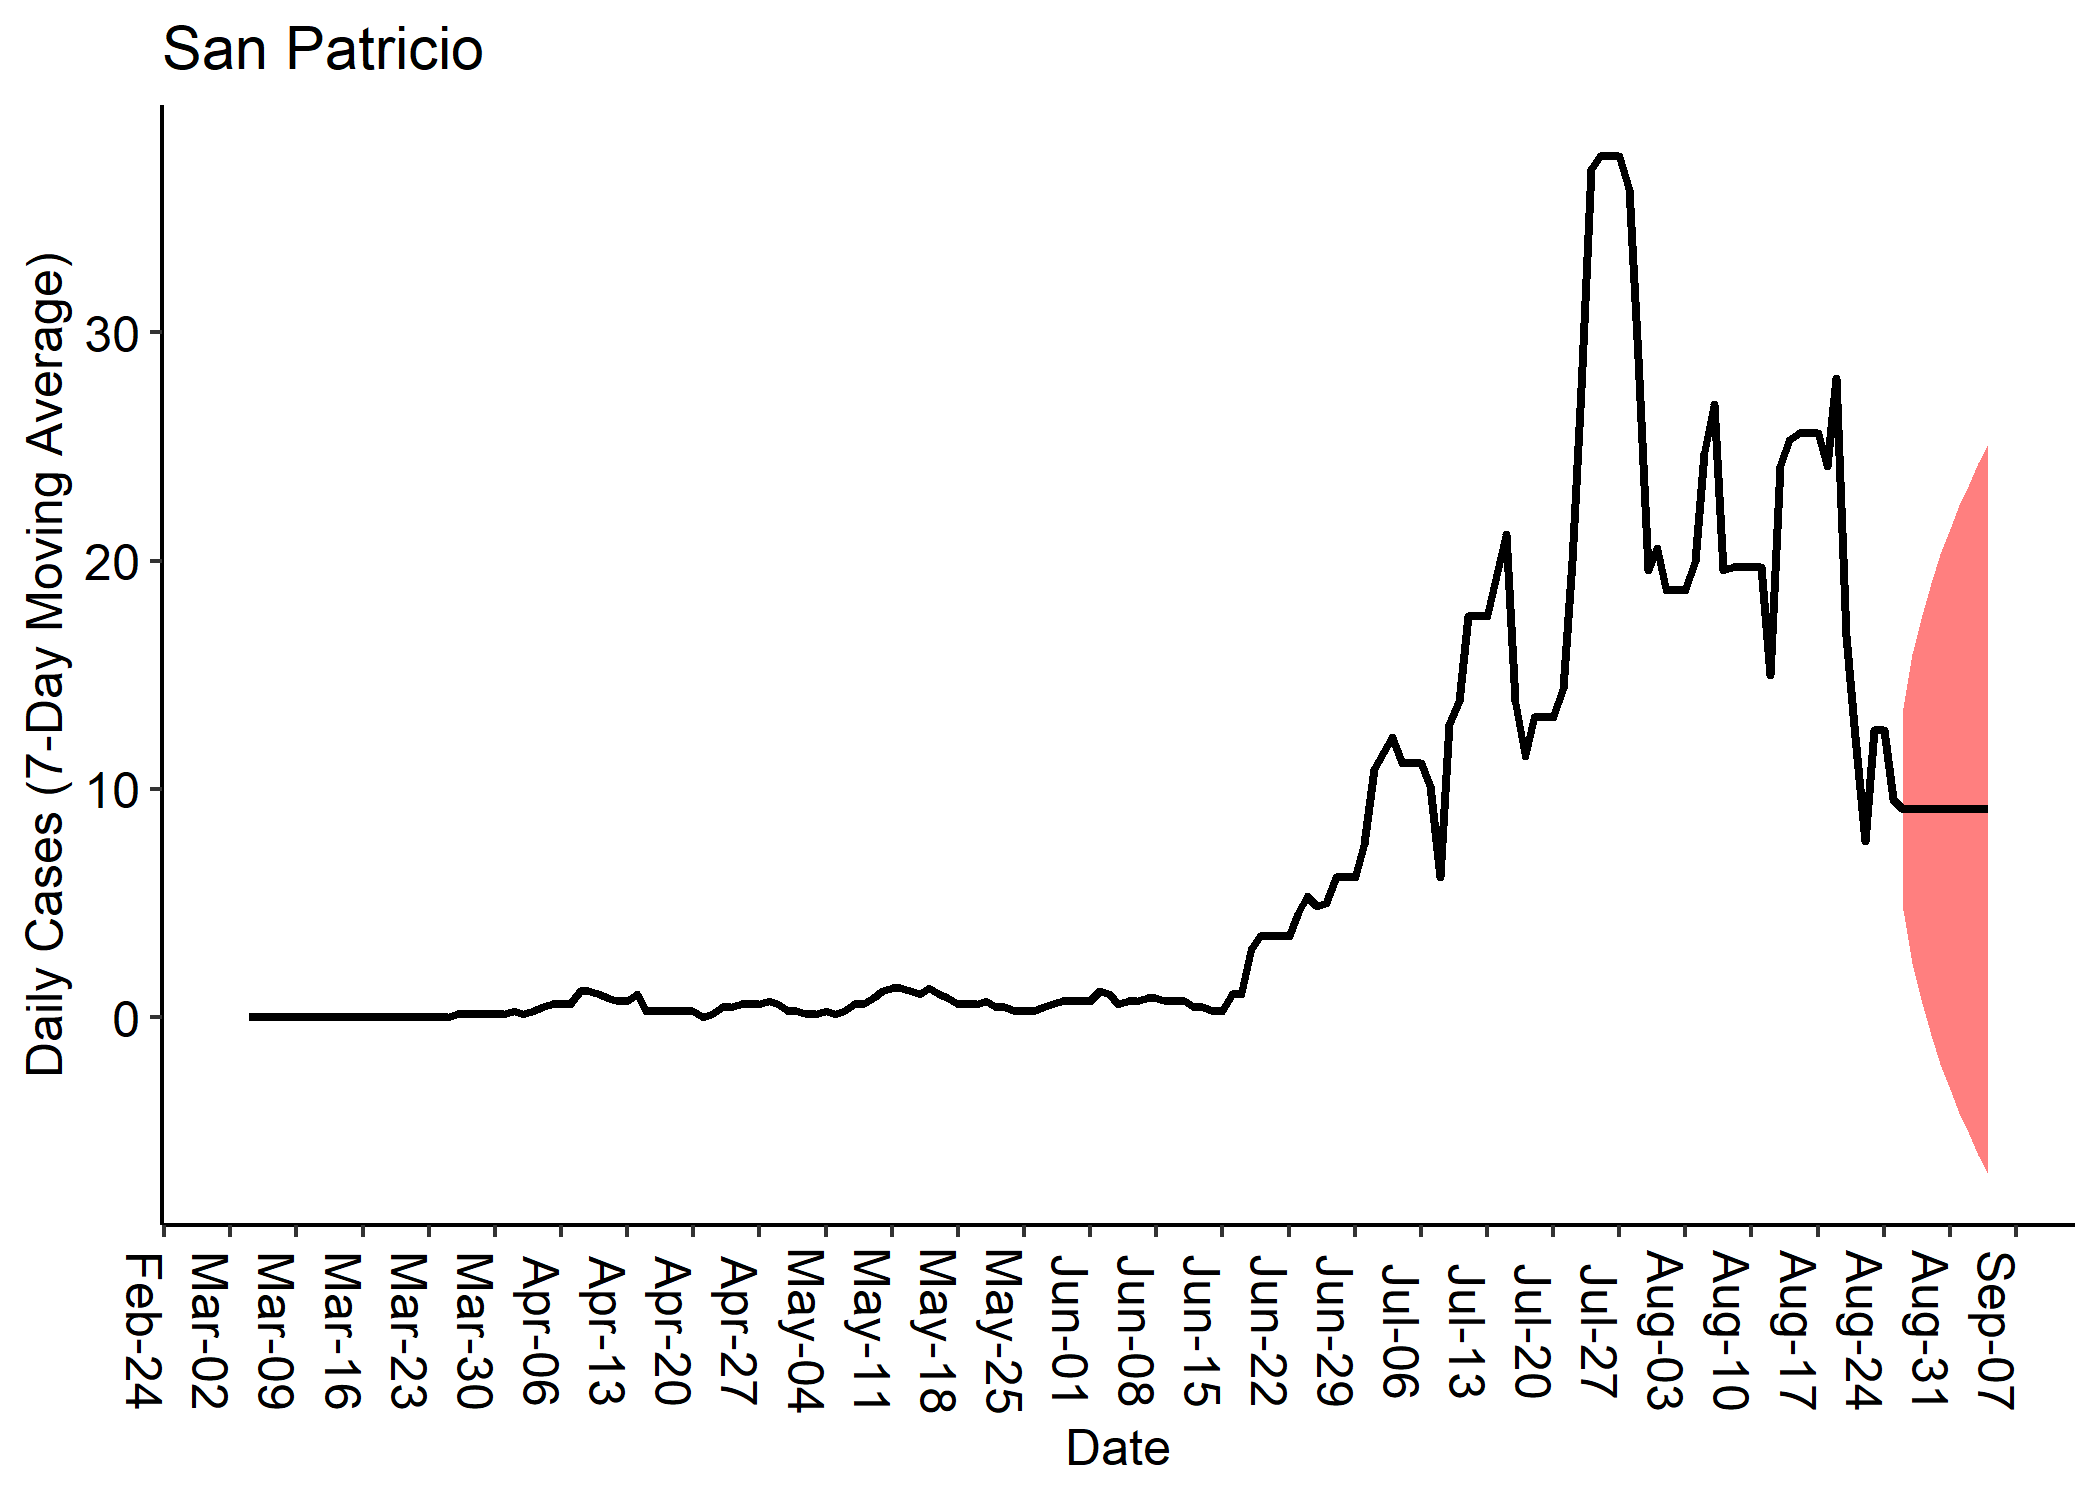 San Patricio
Daily Cases (7-Day Moving Average)
30
20
10
0
Feb-24
Mar-02
Mar-09
Mar-16
Mar-23
Mar-30
Apr-06
Apr-13
Apr-20
Apr-27
May-04
May-11
May-18
May-25
Jun-01
Jun-08
Jun-15
Jun-22
Jun-29
Jul-06
Jul-13
Jul-20
Jul-27
Aug-03
Aug-10
Aug-17
Aug-24
Aug-31
Sep-07
Date